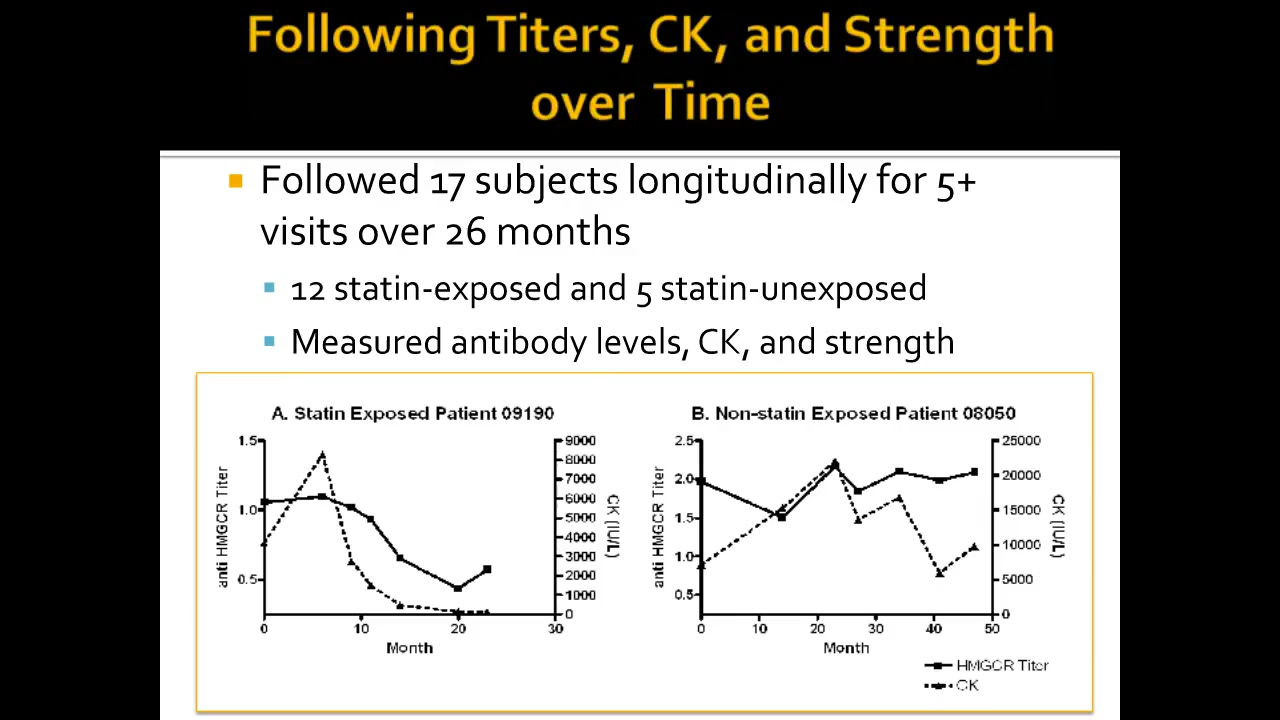 Following Titers, CK, and Strength
over Time
Followed 17 subjects longitudinally for 5+
visits over 26 months
12 statin-exposed and 5 statin-unexposed
Measured antibody levels, CK, and strength
A. Statin Exposed Patient 09190
1.5
1.0
0.5
anti HMGCR Titer
9000
8000
7000
6000
5000
4000
3000
2000
1000
0
CK (IU/L)
0 10 20 30
Month
B. Non-statin Exposed Patient 08050
2.5
2.0
1.5
1.0
0.5
anti HMGCR Titer
25000
20000
15000
10000
5000
0
CK (IU/L)
0 10 20 30 40 50
Month
HMGCR Titer
CK